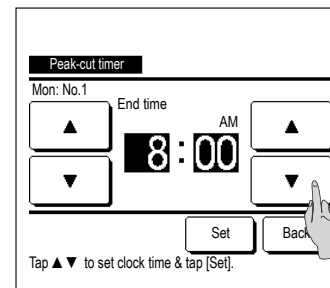 Peak-cut timer
Mon: No.1
End time
AM
8:00
Set
Back
Tap ▲▼ to set clock time & tap [Set].